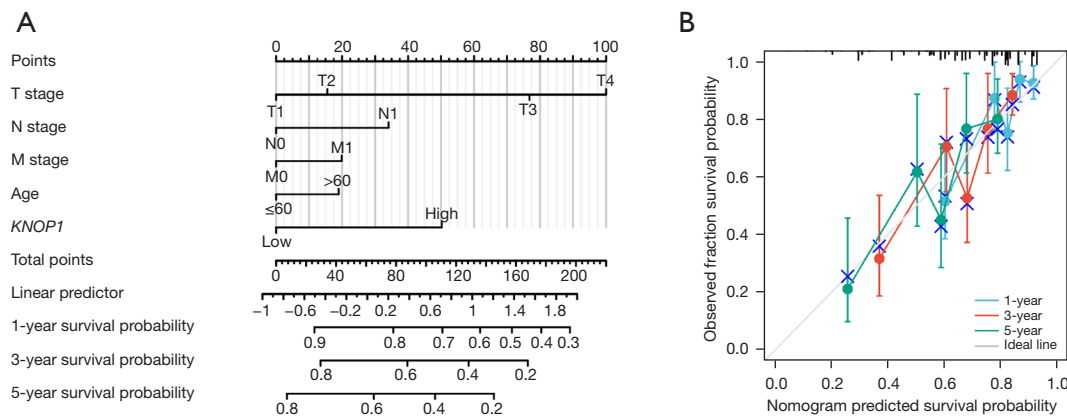 A
Points
0 20 40 60 80 100
T stage
T1 T2 T3 T4
N stage
N0 N1
M stage
M0 M1
Age
≤60 >60
KNOP1
Low High
Total points
0 40 80 120 160 200
Linear predictor
−1 −0.6 −0.2 0.2 0.6 1 1.4 1.8
1-year survival probability
0.9 0.8 0.7 0.6 0.5 0.4 0.3
3-year survival probability
0.8 0.6 0.4 0.2
5-year survival probability
0.8 0.6 0.4 0.2
B
Observed fraction survival probability
1.0
0.8
0.6
0.4
0.2
0.0
1-year
3-year
5-year
Ideal line
0.0 0.2 0.4 0.6 0.8 1.0
Nomogram predicted survival probability